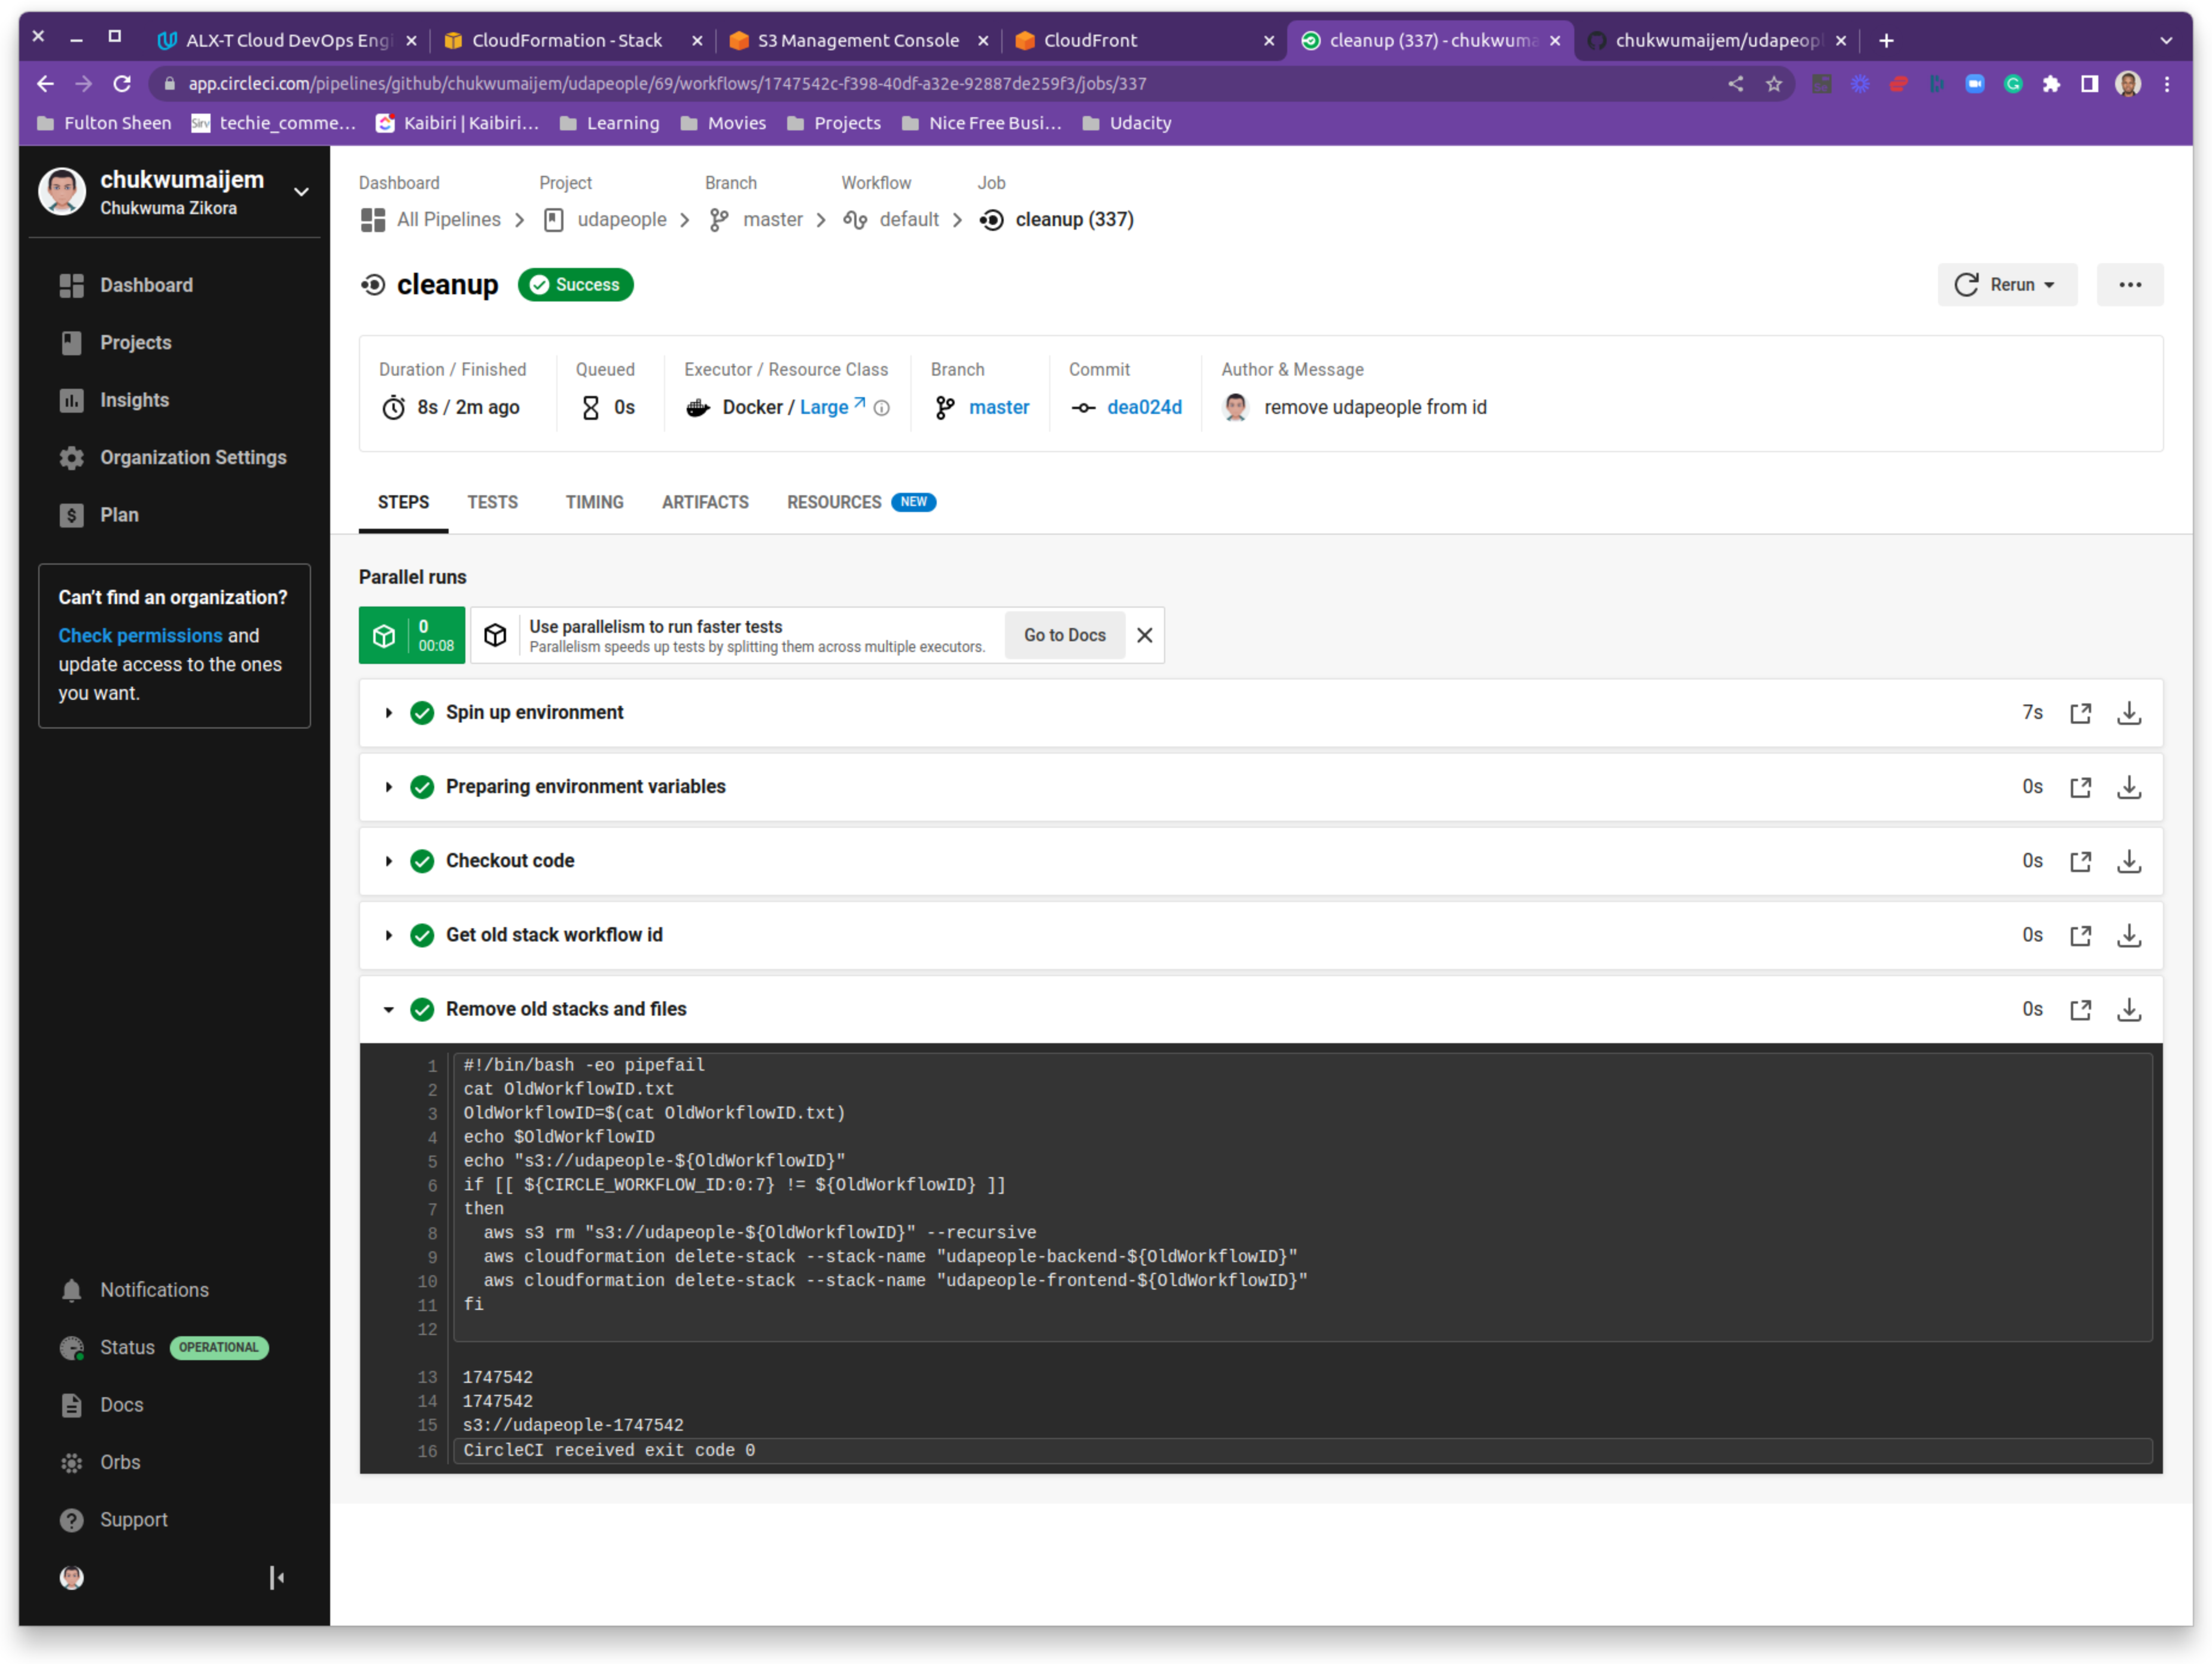 ALX-T Cloud DevOps Engi
CloudFormation - Stack
S3 Management Console
CloudFront
cleanup (337) - chukwuma
chukwumaijem/udapeopl
app.circleci.com/pipelines/github/chukwumaijem/udapeople/69/workflows/1747542c-f398-40df-a32e-92887de259f3/jobs/337
Fulton Sheen
Sirv techie_comme...
Kaibiri | Kaibiri...
Learning
Movies
Projects
Nice Free Busi...
Udacity
chukwumaijem
Chukwuma Zikora
Dashboard
Projects
Insights
Organization Settings
Plan
Can't find an organization?
Check permissions and
update access to the ones
you want.
Notifications
Status OPERATIONAL
Docs
Orbs
Support
Dashboard Project Branch Workflow Job
All Pipelines udapeople master default cleanup (337)
cleanup Success
Rerun
Duration / Finished Queued Executor / Resource Class Branch Commit Author & Message
8s / 2m ago 0s Docker / Large master dea024d remove udapeople from id
STEPS TESTS TIMING ARTIFACTS RESOURCES NEW
Parallel runs
0
00:08
Use parallelism to run faster tests
Parallelism speeds up tests by splitting them across multiple executors.
Go to Docs
Spin up environment 7s
Preparing environment variables 0s
Checkout code 0s
Get old stack workflow id 0s
Remove old stacks and files 0s
1 #!/bin/bash -eo pipefail
2 cat OldWorkflowID.txt
3 OldWorkflowID=$(cat OldWorkflowID.txt)
4 echo $OldWorkflowID
5 echo "s3://udapeople-${OldWorkflowID}"
6 if [[ ${CIRCLE_WORKFLOW_ID:0:7} != ${OldWorkflowID} ]]
7 then
8 aws s3 rm "s3://udapeople-${OldWorkflowID}" --recursive
9 aws cloudformation delete-stack --stack-name "udapeople-backend-${OldWorkflowID}"
10 aws cloudformation delete-stack --stack-name "udapeople-frontend-${OldWorkflowID}"
11 fi
12
13 1747542
14 1747542
15 s3://udapeople-1747542
16 CircleCI received exit code 0